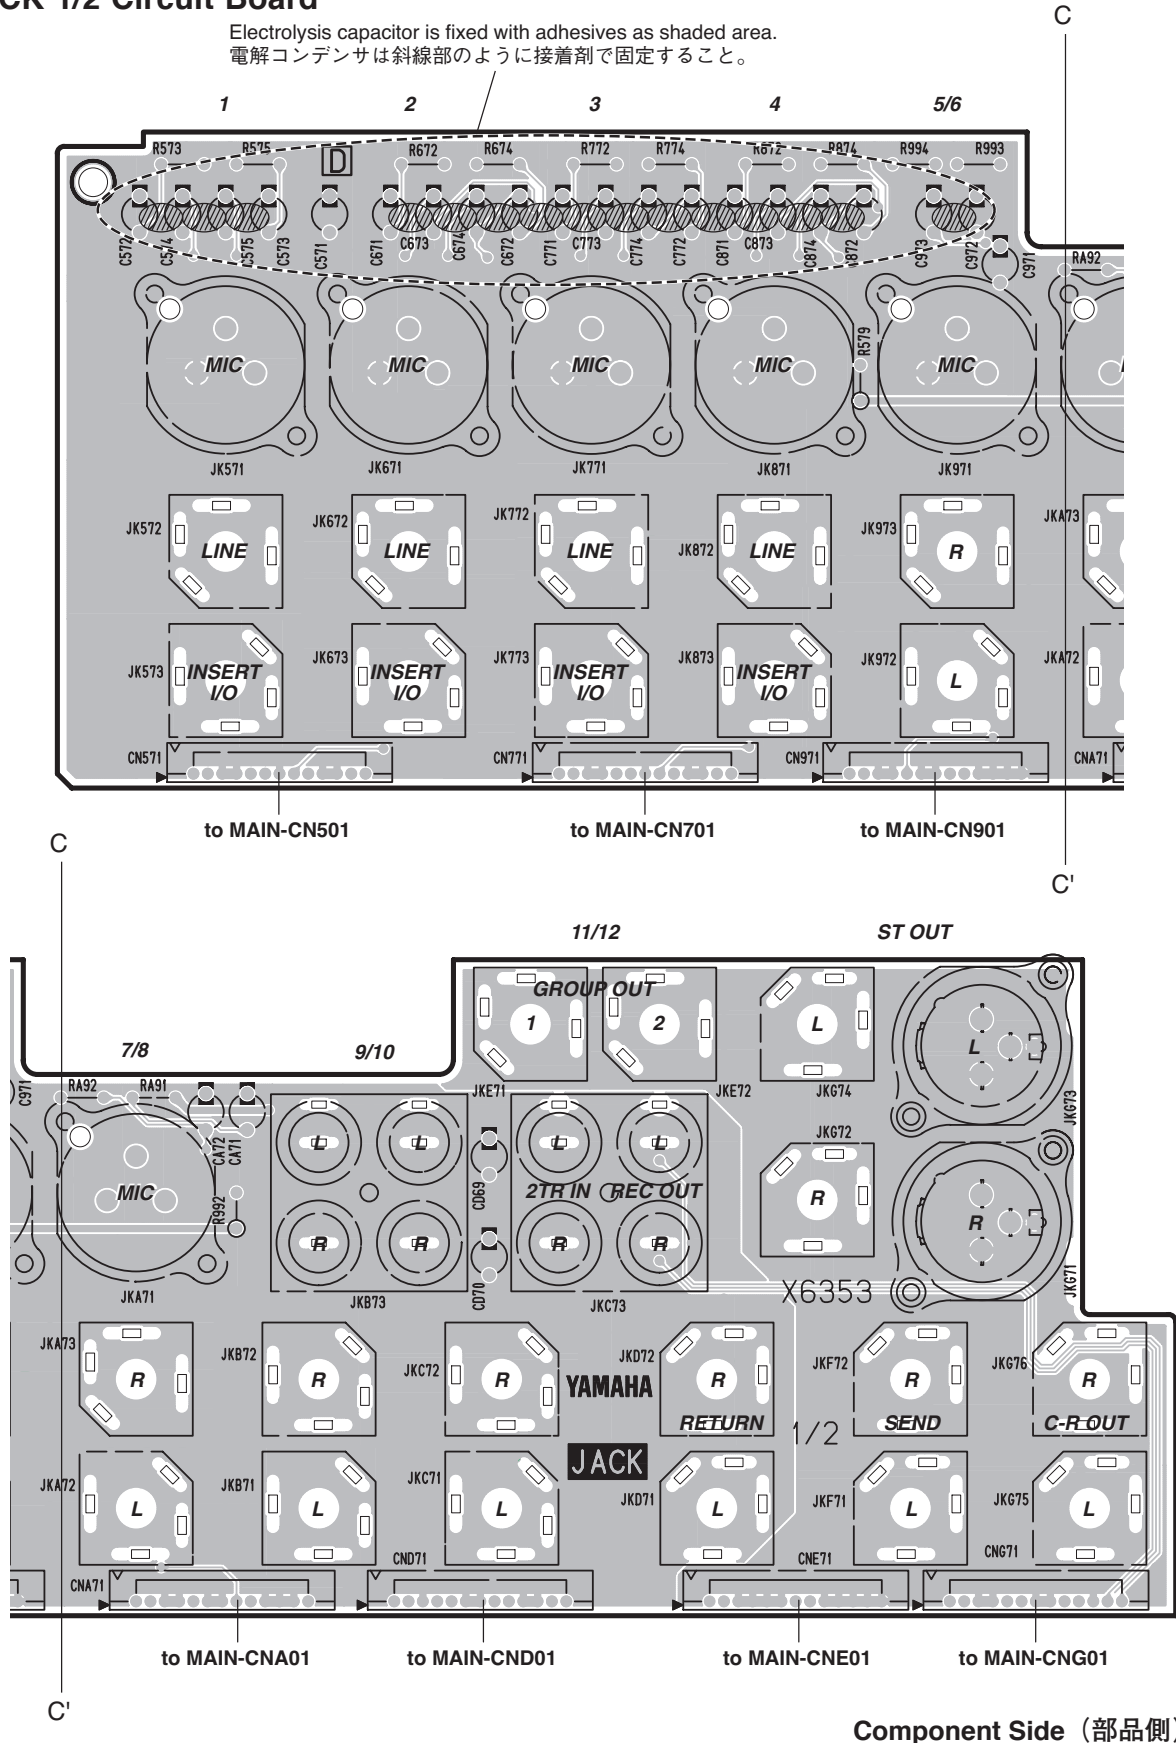 CK 1/2 Circuit Board
Electrolysis capacitor is fixed with adhesives as shaded area.
電解コンデンサは斜線部のように接着剤で固定すること。
C
1 2 3 4 5/6
R573 R575 D R672 R674 R772 R774 R872 R874 R994 R993
C572 C574 C575 C573 C571 C671 C673 C674 C672 C771 C773 C774 C772 C871 C873 C874 C872 C973 C972 C971 RA92
MIC MIC MIC MIC R579 MIC
JK571 JK671 JK771 JK871 JK971
JK572 LINE JK672 LINE JK772 LINE JK872 LINE JK973 R JKA73
JK573 INSERT I/O JK673 INSERT I/O JK773 INSERT I/O JK873 INSERT I/O JK972 L JKA72
CN571 CN771 CN971 CNA71
to MAIN-CN501 to MAIN-CN701 to MAIN-CN901
C'
C
11/12 ST OUT
GROUP OUT
1 2 L L
7/8 9/10
JKE71 JKE72 JKG74 JKG73
C971 RA92 RA91 CA72 CA71
L L CD69 L L JKG72
MIC R992 2TR IN REC OUT R R
R R CD70 R R JKG71
JKA71 JKB73 JKC73 X6353
JKA73 R JKB72 R JKC72 R YAMAHA JKD72 R JKF72 R JKG76 R
RETURN 1/2 SEND C-R OUT
JACK
JKA72 L JKB71 L JKC71 L JKD71 L JKF71 L JKG75 L
CNA71 CND71 CNE71 CNG71
to MAIN-CNA01 to MAIN-CND01 to MAIN-CNE01 to MAIN-CNG01
C'
Component Side（部品側）